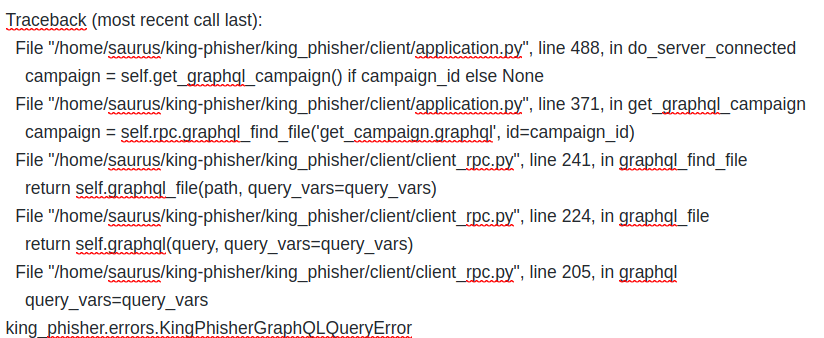 Traceback (most recent call last):
File "/home/saurus/king-phisher/king_phisher/client/application.py", line 488, in do_server_connected
campaign = self.get_graphql_campaign() if campaign_id else None
File "/home/saurus/king-phisher/king_phisher/client/application.py", line 371, in get_graphql_campaign
campaign = self.rpc.graphql_find_file('get_campaign.graphql', id=campaign_id)
File "/home/saurus/king-phisher/king_phisher/client/client_rpc.py", line 241, in graphql_find_file
return self.graphql_file(path, query_vars=query_vars)
File "/home/saurus/king-phisher/king_phisher/client/client_rpc.py", line 224, in graphql_file
return self.graphql(query, query_vars=query_vars)
File "/home/saurus/king-phisher/king_phisher/client/client_rpc.py", line 205, in graphql
query_vars=query_vars
king_phisher.errors.KingPhisherGraphQLQueryError